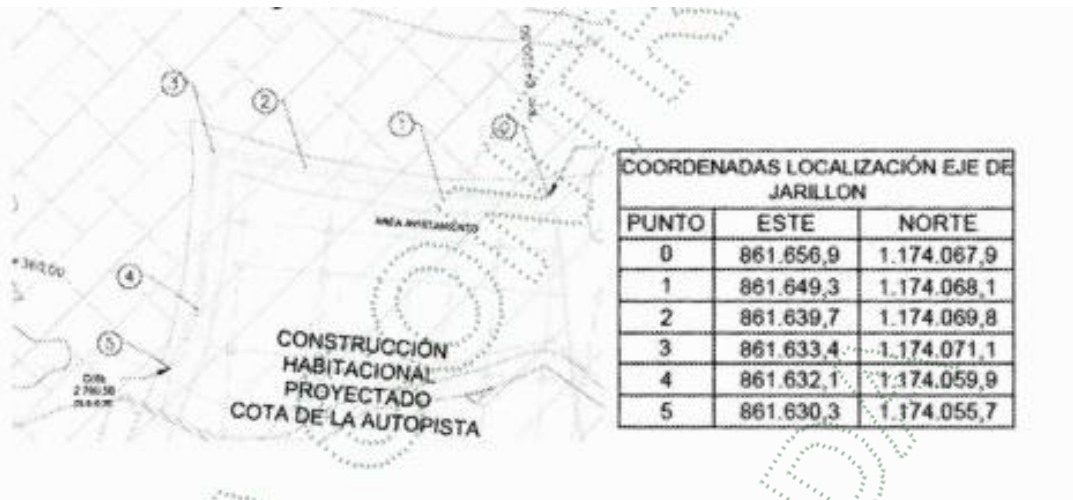 3
2
1
0
AREA AVISTAMIENTO
4
5
CONSTRUCCIÓN
HABITACIONAL
PROYECTADO
COTA DE LA AUTOPISTA
COORDENADAS LOCALIZACIÓN EJE DE
JARILLON
PUNTO ESTE NORTE
0 861.656,9 1.174.067,9
1 861.649,3 1.174.068,1
2 861.639,7 1.174.069,8
3 861.633,4 1.174.071,1
4 861.632,1 1.174.059,9
5 861.630,3 1.174.055,7